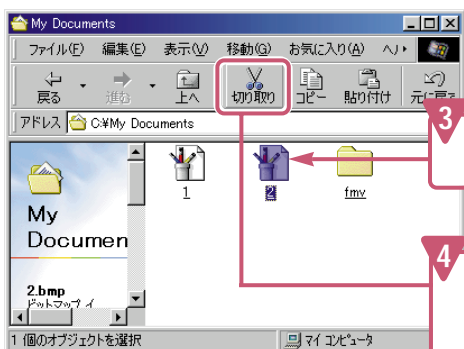 My Documents
ファイル(F) 編集(E) 表示(V) 移動(G) お気に入り(A) ヘル
戻る 進む 上へ 切り取り コピー 貼り付け 元に戻す
アドレス C:¥My Documents
3
1 2 fmv
My
Documen
4
2.bmp
ビットマップ イ
1 個のオブジェクトを選択 マイ コンピュータ